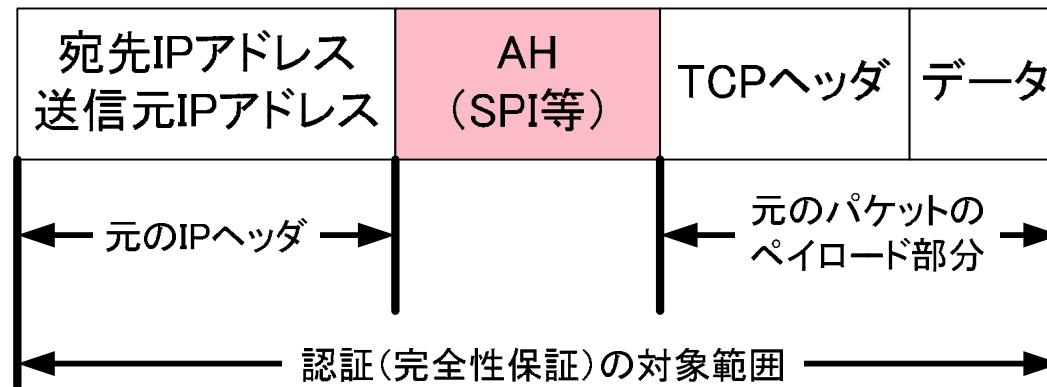 宛先IPアドレス
送信元IPアドレス
AH
（SPI等）
TCPヘッダ
データ
元のIPヘッダ
元のパケットの
ペイロード部分
認証（完全性保証）の対象範囲